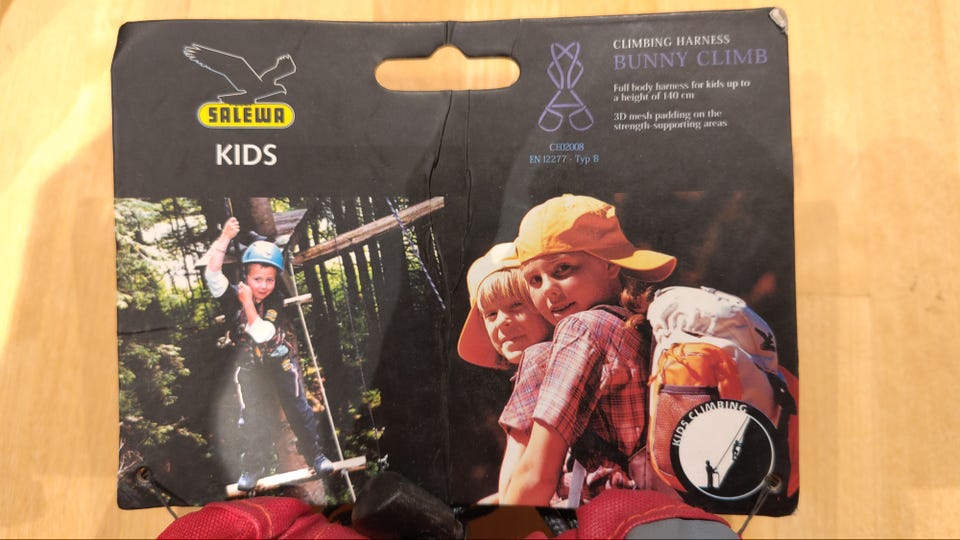 SALEWA
KIDS
CLIMBING HARNESS
BUNNY CLIMB
Full body harness for kids up to
a height of 140 cm
3D mesh padding on the
strength-supporting areas
CE02008
EN 12277 - Typ B
KIDS CLIMBING